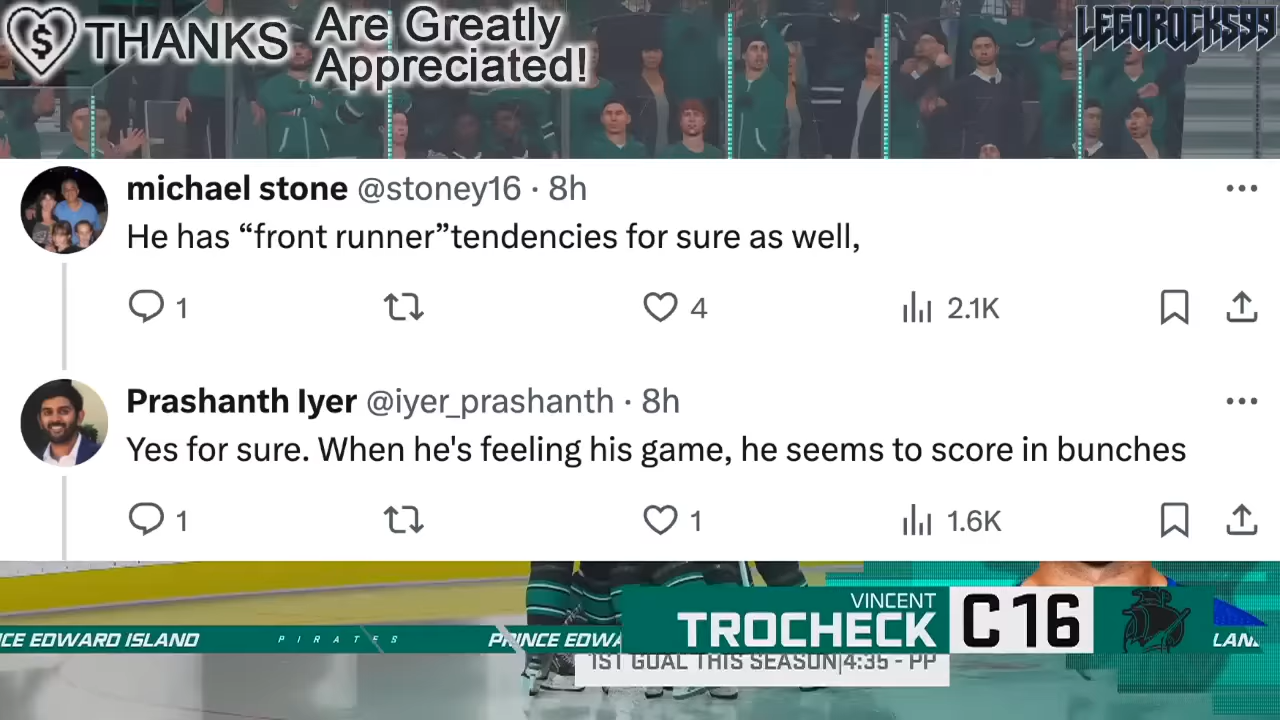 THANKS
Are Greatly
Appreciated!
LEGOROCKS99
michael stone @stoney16 · 8h
He has “front runner”tendencies for sure as well,
1
4
2.1K
Prashanth Iyer @iyer_prashanth · 8h
Yes for sure. When he's feeling his game, he seems to score in bunches
1
1
1.6K
VINCENT
TROCHECK
C 16
CE EDWARD ISLAND
PIRATES
PRINCE EDWA
LAN
1ST GOAL THIS SEASON|4:35 - PP